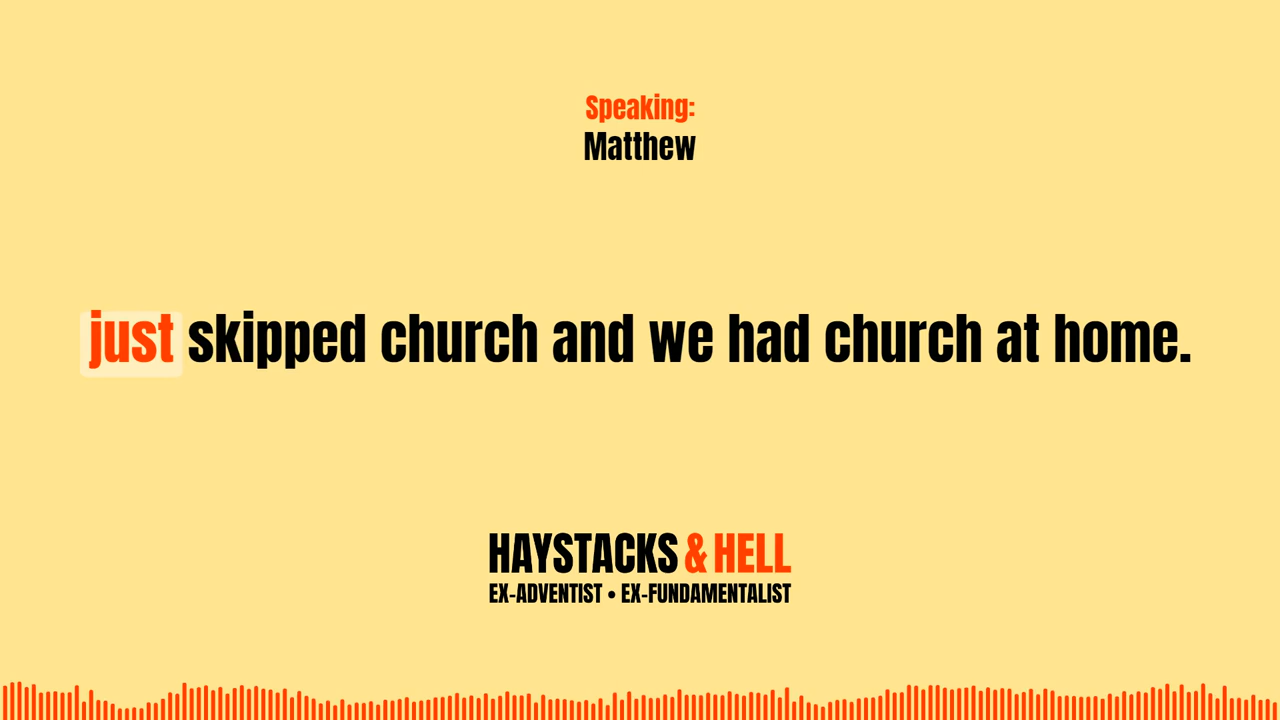 Speaking:
Matthew
just skipped church and we had church at home.
HAYSTACKS & HELL
EX-ADVENTIST • EX-FUNDAMENTALIST